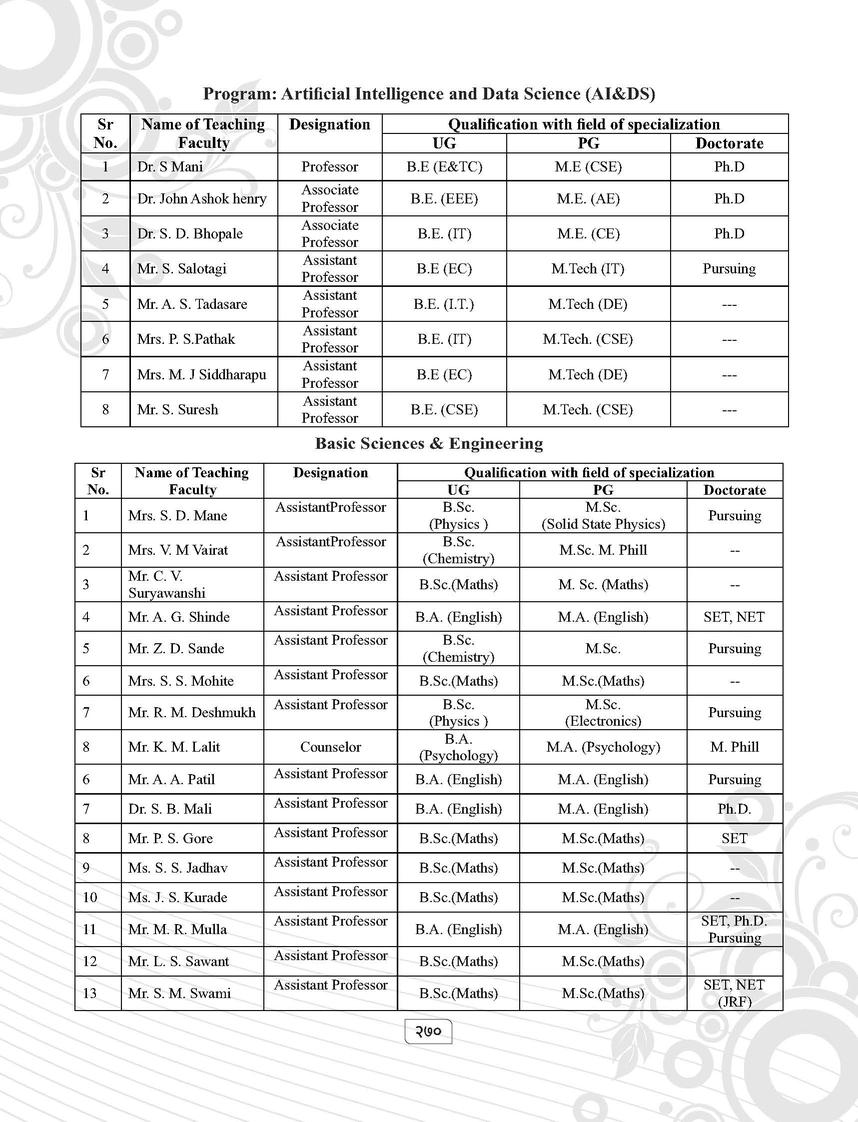 Program: Artificial Intelligence and Data Science (AI&DS)
Sr No. Name of Teaching Faculty Designation Qualification with field of specialization
UG PG Doctorate
1 Dr. S Mani Professor B.E (E&TC) M.E (CSE) Ph.D
2 Dr. John Ashok henry Associate Professor B.E. (EEE) M.E. (AE) Ph.D
3 Dr. S. D. Bhopale Associate Professor B.E. (IT) M.E. (CE) Ph.D
4 Mr. S. Salotagi Assistant Professor B.E (EC) M.Tech (IT) Pursuing
5 Mr. A. S. Tadasare Assistant Professor B.E. (I.T.) M.Tech (DE) ---
6 Mrs. P. S.Pathak Assistant Professor B.E. (IT) M.Tech. (CSE) ---
7 Mrs. M. J Siddharapu Assistant Professor B.E (EC) M.Tech (DE) ---
8 Mr. S. Suresh Assistant Professor B.E. (CSE) M.Tech. (CSE) ---
Basic Sciences & Engineering
Sr No. Name of Teaching Faculty Designation Qualification with field of specialization
UG PG Doctorate
1 Mrs. S. D. Mane AssistantProfessor B.Sc. (Physics ) M.Sc. (Solid State Physics) Pursuing
2 Mrs. V. M Vairat AssistantProfessor B.Sc. (Chemistry) M.Sc. M. Phill --
3 Mr. C. V. Suryawanshi Assistant Professor B.Sc.(Maths) M. Sc. (Maths) --
4 Mr. A. G. Shinde Assistant Professor B.A. (English) M.A. (English) SET, NET
5 Mr. Z. D. Sande Assistant Professor B.Sc. (Chemistry) M.Sc. Pursuing
6 Mrs. S. S. Mohite Assistant Professor B.Sc.(Maths) M.Sc.(Maths) --
7 Mr. R. M. Deshmukh Assistant Professor B.Sc. (Physics ) M.Sc. (Electronics) Pursuing
8 Mr. K. M. Lalit Counselor B.A. (Psychology) M.A. (Psychology) M. Phill
6 Mr. A. A. Patil Assistant Professor B.A. (English) M.A. (English) Pursuing
7 Dr. S. B. Mali Assistant Professor B.A. (English) M.A. (English) Ph.D.
8 Mr. P. S. Gore Assistant Professor B.Sc.(Maths) M.Sc.(Maths) SET
9 Ms. S. S. Jadhav Assistant Professor B.Sc.(Maths) M.Sc.(Maths) --
10 Ms. J. S. Kurade Assistant Professor B.Sc.(Maths) M.Sc.(Maths) --
11 Mr. M. R. Mulla Assistant Professor B.A. (English) M.A. (English) SET, Ph.D. Pursuing
12 Mr. L. S. Sawant Assistant Professor B.Sc.(Maths) M.Sc.(Maths)
13 Mr. S. M. Swami Assistant Professor B.Sc.(Maths) M.Sc.(Maths) SET, NET (JRF)
२७०